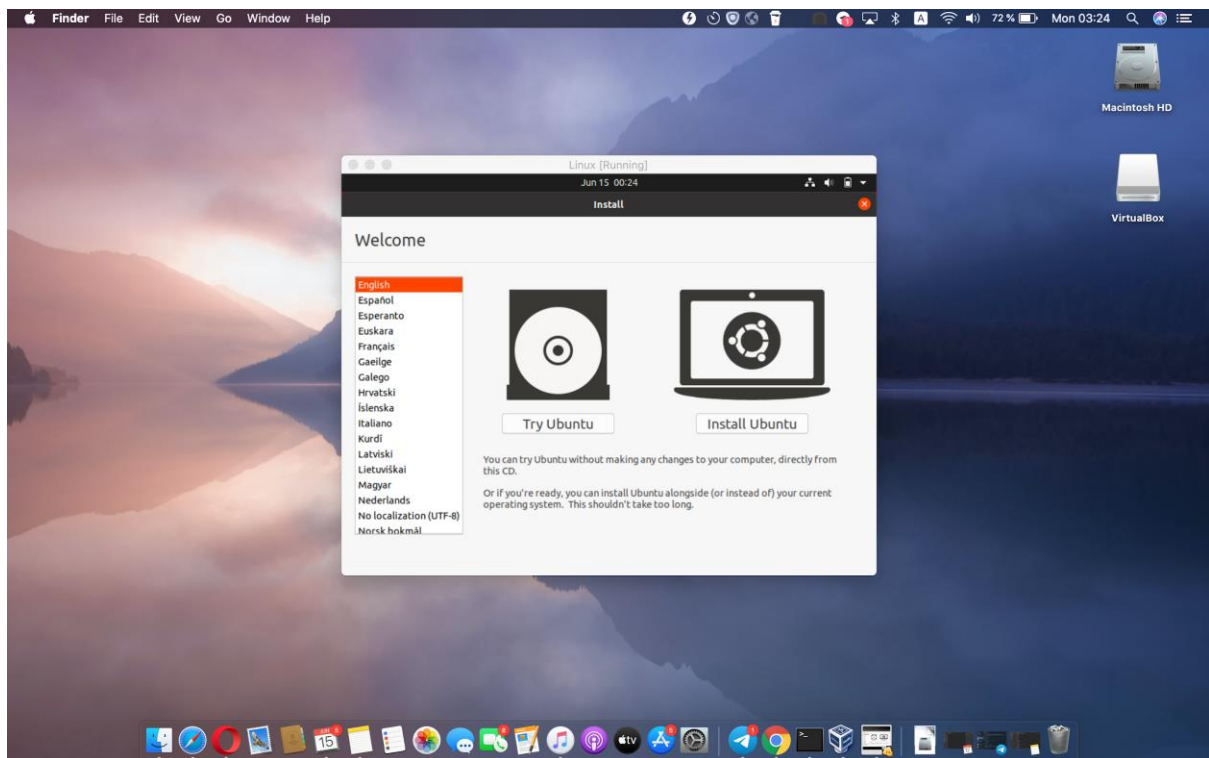 Finder File Edit View Go Window Help
A 72 % Mon 03:24
Macintosh HD
VirtualBox
Linux [Running]
Jun 15 00:24
Install
Welcome
English
Español
Esperanto
Euskara
Français
Gaeilge
Galego
Hrvatski
Íslenska
Italiano
Kurdî
Latviski
Lietuviškai
Magyar
Nederlands
No localization (UTF-8)
Norsk bokmål
Try Ubuntu
Install Ubuntu
You can try Ubuntu without making any changes to your computer, directly from
this CD.
Or if you're ready, you can install Ubuntu alongside (or instead of) your current
operating system. This shouldn't take too long.
15
tv